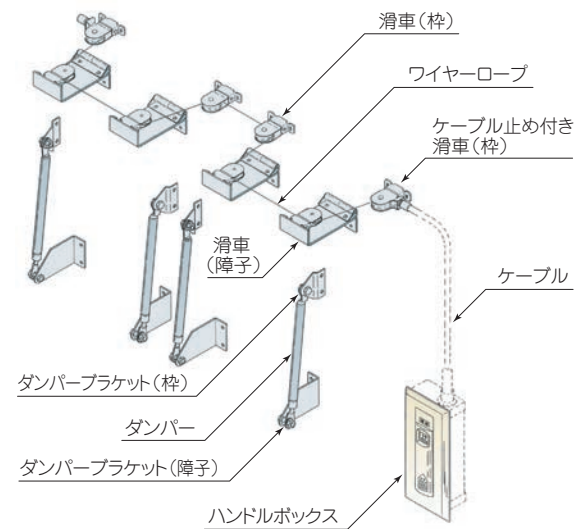 滑車（枠）
ワイヤーロープ
ケーブル止め付き
滑車（枠）
滑車
（障子）
ケーブル
ダンパーブラケット（枠）
ダンパー
ダンパーブラケット（障子）
ハンドルボックス